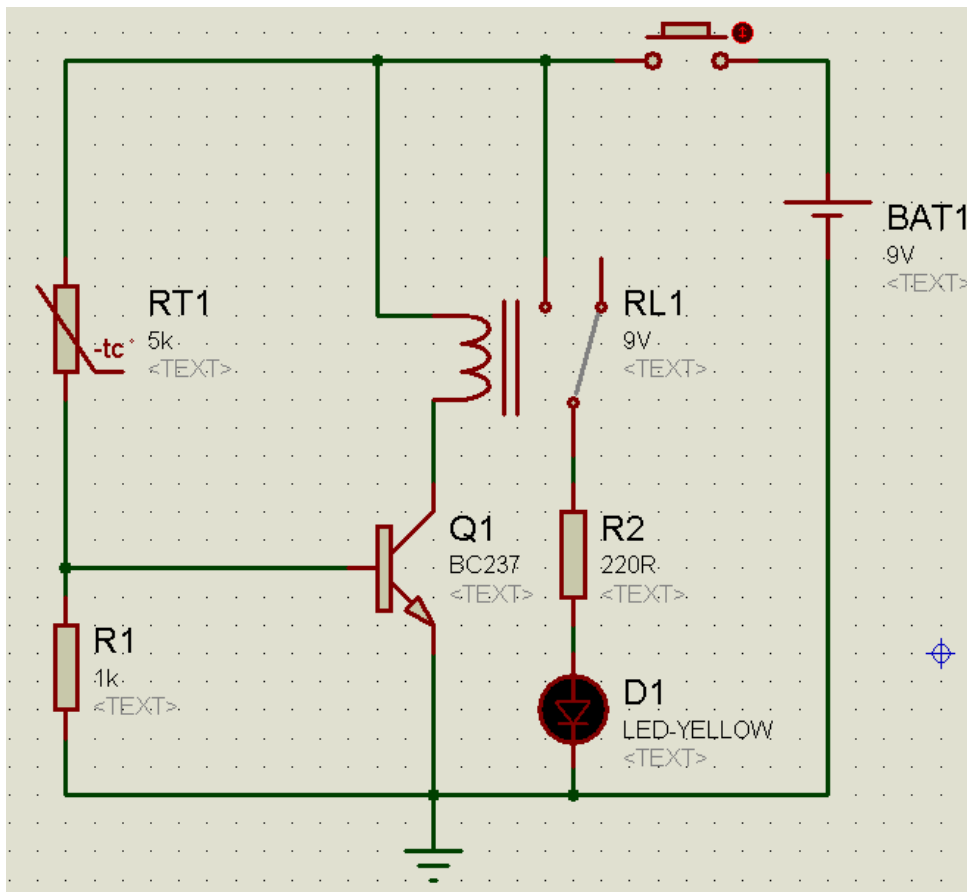 BAT1
9V
<TEXT>
RT1
-tc °
5k
<TEXT>
RL1
9V
<TEXT>
Q1
BC237
<TEXT>
R2
220R
<TEXT>
R1
1k
<TEXT>
D1
LED-YELLOW
<TEXT>